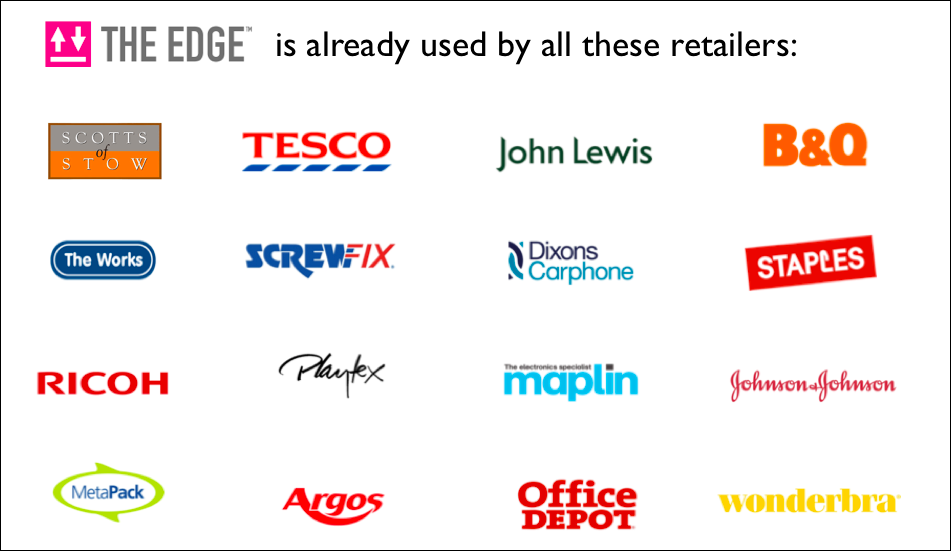 THE EDGE™ is already used by all these retailers:
SCOTTS
of
STOW
TESCO
John Lewis
B&Q
The Works
SCREWFIX.
Dixons
Carphone
STAPLES
RICOH
Playtex
The electronics specialist
maplin
Johnson & Johnson
MetaPack
Argos
Office
DEPOT
wonderbra®